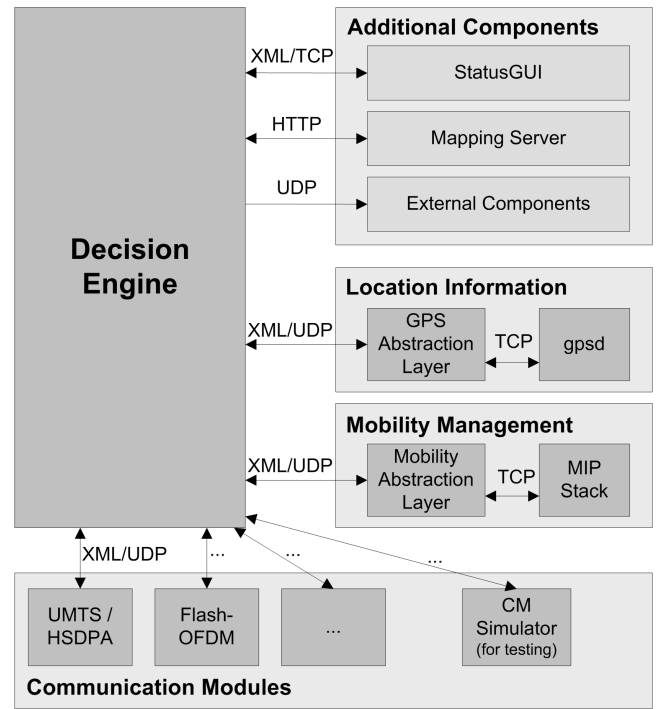 Additional Components
XML/TCP
StatusGUI
HTTP
Mapping Server
UDP
External Components
Decision
Engine
Location Information
XML/UDP
GPS
Abstraction
Layer
TCP
gpsd
Mobility Management
XML/UDP
Mobility
Abstraction
Layer
TCP
MIP
Stack
XML/UDP
...
...
...
UMTS /
HSDPA
Flash-
OFDM
...
CM
Simulator
(for testing)
Communication Modules